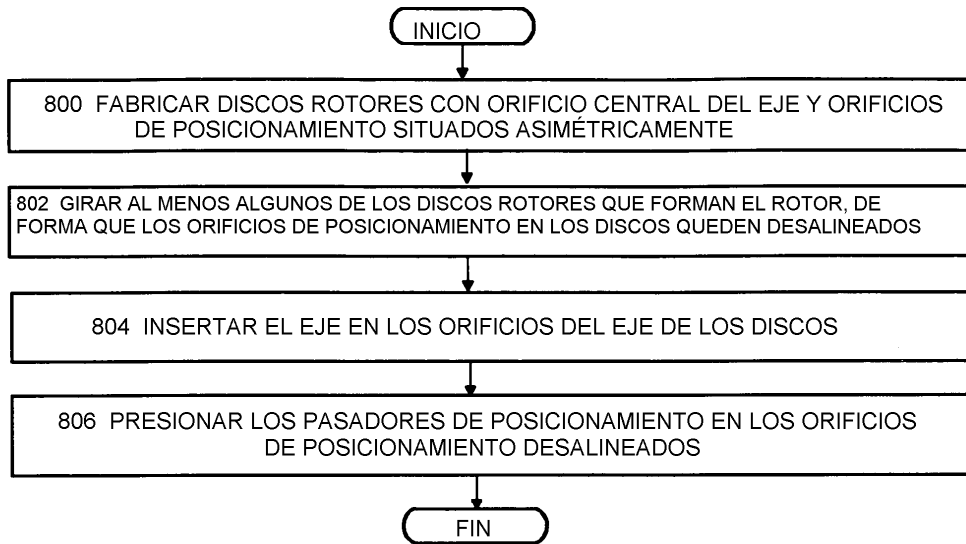 INICIO
800 FABRICAR DISCOS ROTORES CON ORIFICIO CENTRAL DEL EJE Y ORIFICIOS
DE POSICIONAMIENTO SITUADOS ASIMÉTRICAMENTE
802 GIRAR AL MENOS ALGUNOS DE LOS DISCOS ROTORES QUE FORMAN EL ROTOR, DE
FORMA QUE LOS ORIFICIOS DE POSICIONAMIENTO EN LOS DISCOS QUEDEN DESALINEADOS
804 INSERTAR EL EJE EN LOS ORIFICIOS DEL EJE DE LOS DISCOS
806 PRESIONAR LOS PASADORES DE POSICIONAMIENTO EN LOS ORIFICIOS
DE POSICIONAMIENTO DESALINEADOS
FIN